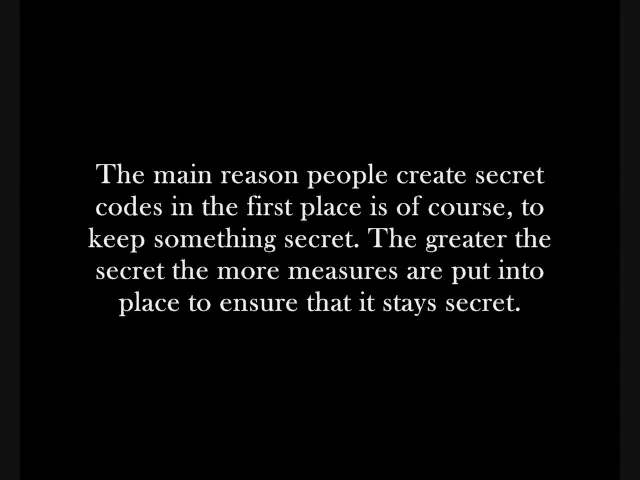 The main reason people create secret
codes in the first place is of course, to
keep something secret. The greater the
secret the more measures are put into
place to ensure that it stays secret.